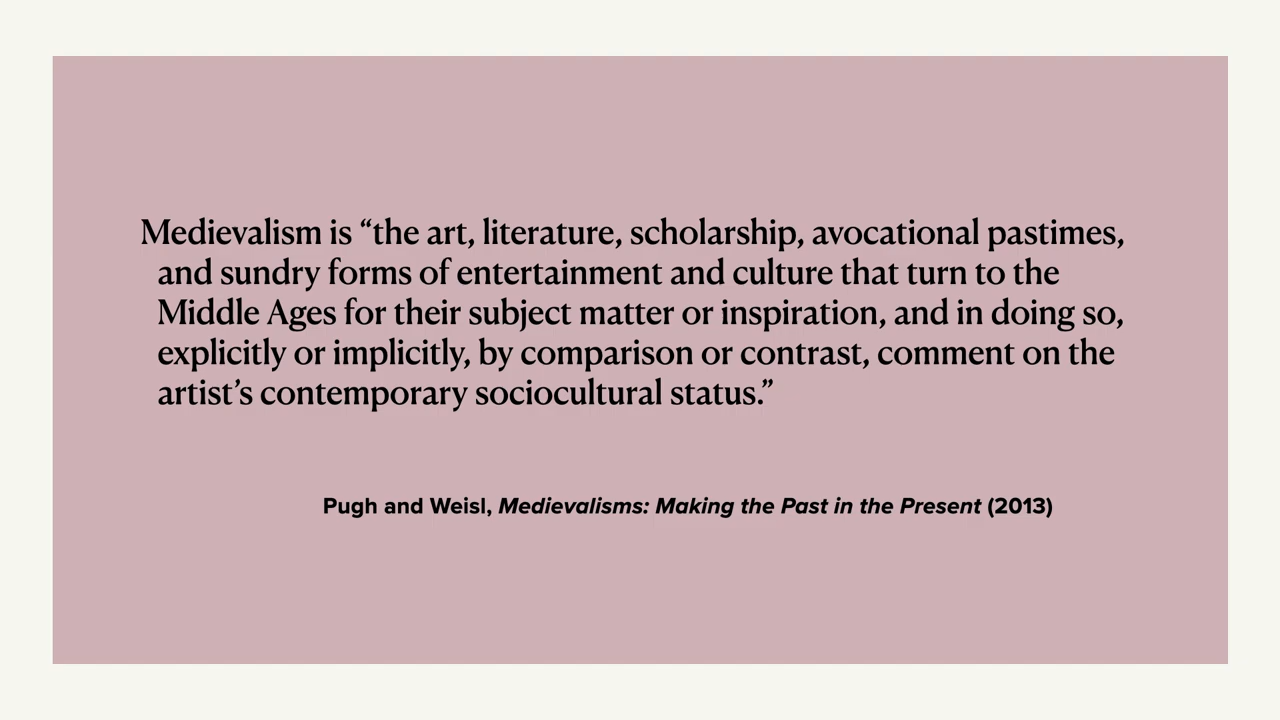 Medievalism is “the art, literature, scholarship, avocational pastimes,
and sundry forms of entertainment and culture that turn to the
Middle Ages for their subject matter or inspiration, and in doing so,
explicitly or implicitly, by comparison or contrast, comment on the
artist’s contemporary sociocultural status.”
Pugh and Weisl, Medievalisms: Making the Past in the Present (2013)